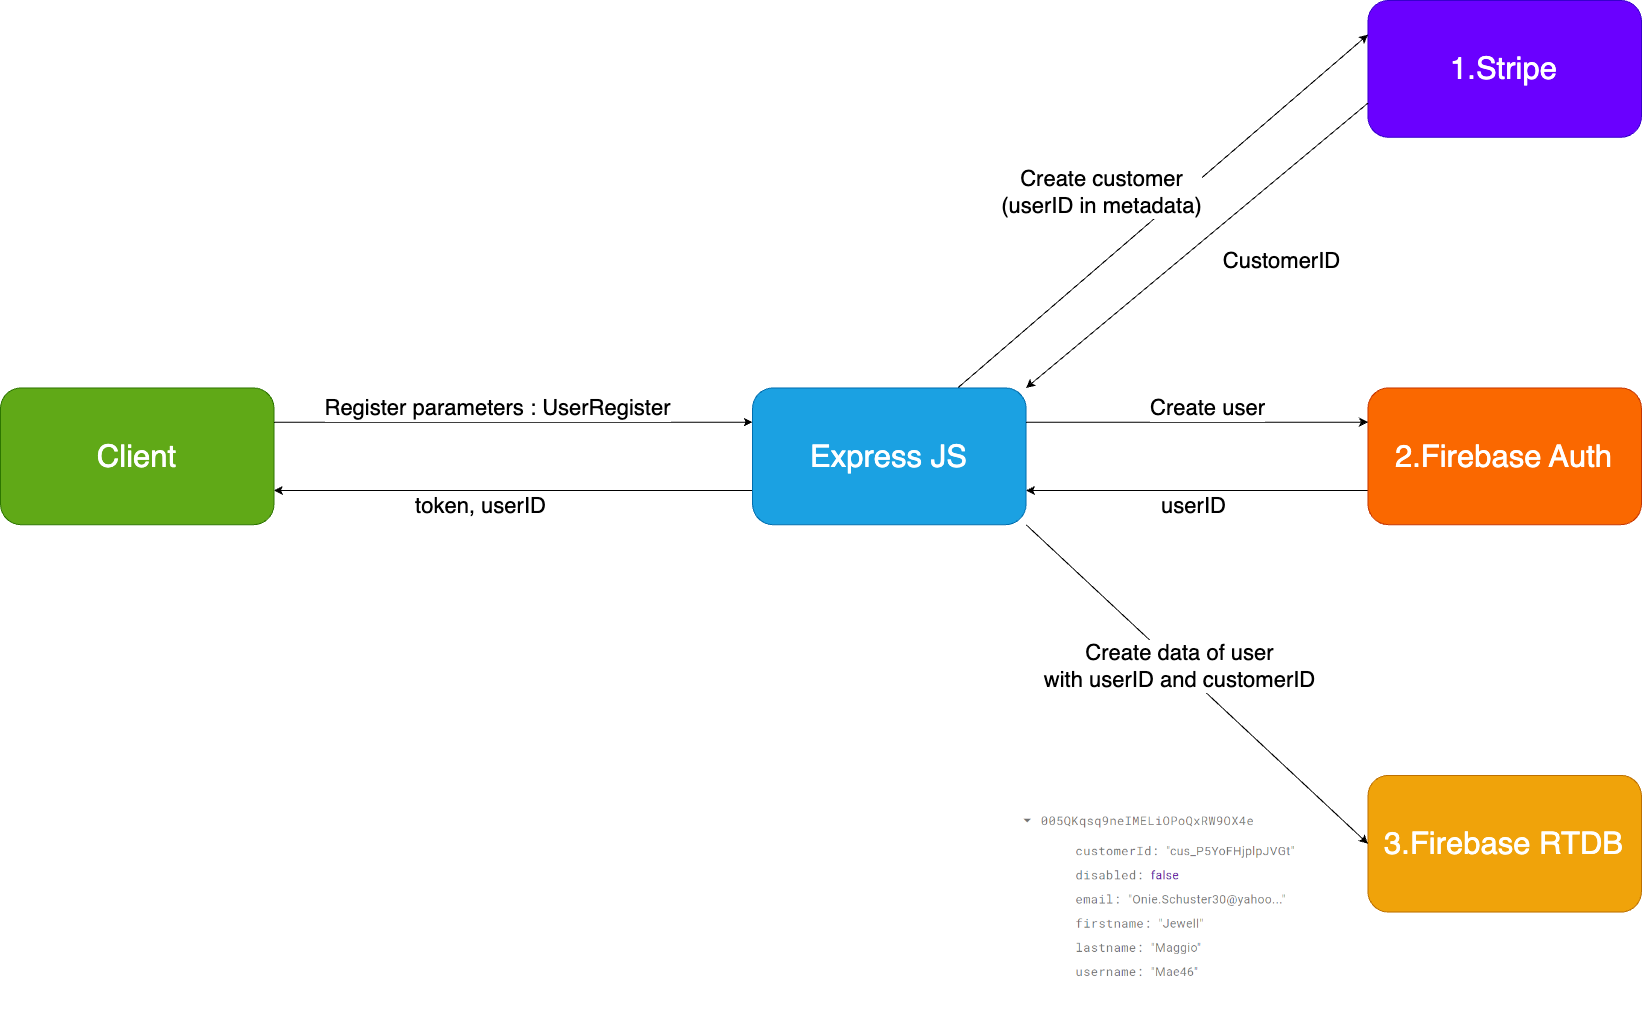 1.Stripe
Create customer
(userID in metadata)
CustomerID
Register parameters : UserRegister
Create user
Client
Express JS
2.Firebase Auth
token, userID
userID
Create data of user
with userID and customerID
005QKqsq9neIMELiOPoQxRW9OX4e
3.Firebase RTDB
customerId: "cus_P5YoFHjplpJVGt"
disabled: false
email: "Onie.Schuster30@yahoo..."
firstname: "Jewell"
lastname: "Maggio"
username: "Mae46"